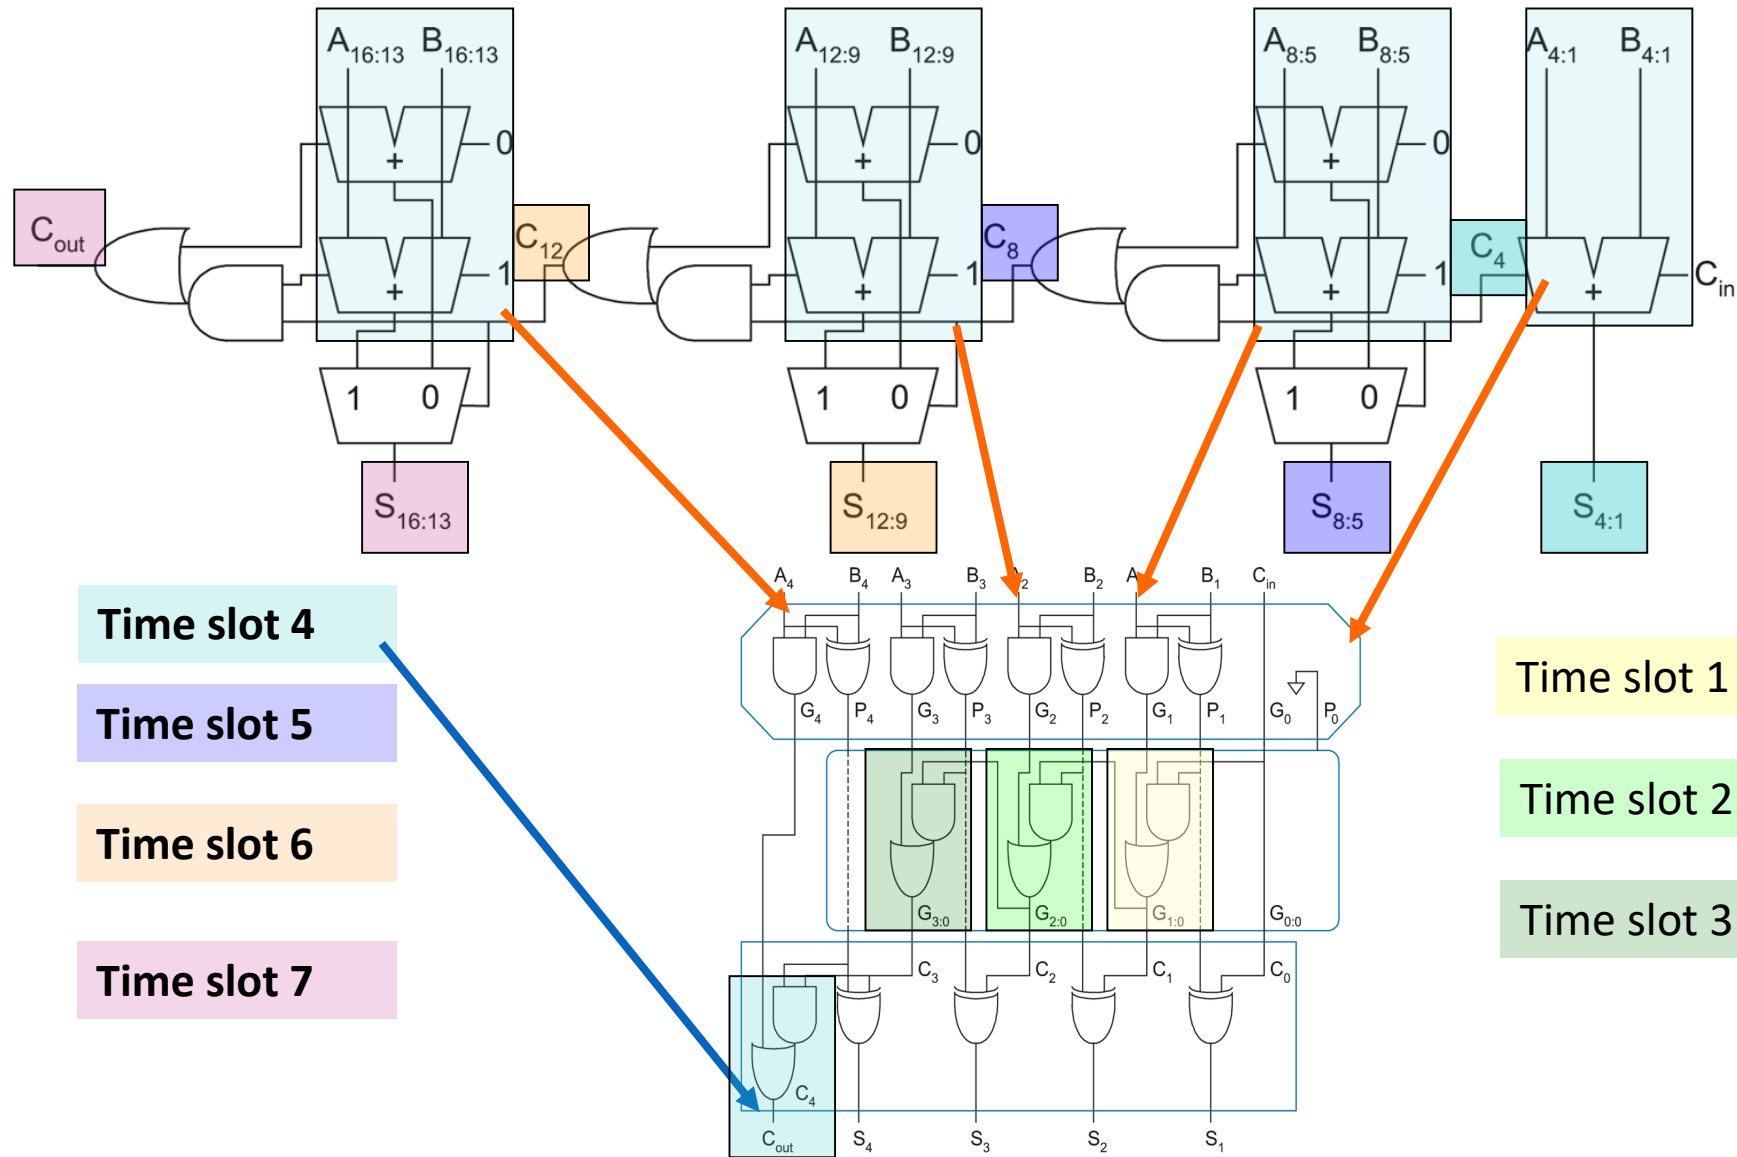 A16:13 B16:13 A12:9 B12:9 A8:5 B8:5 A4:1 B4:1
0 0 0
+ + +
Cout C12 C8 C4
1 1 1 Cin
+ + + +
1 0 1 0 1 0
S16:13 S12:9 S8:5 S4:1
A4 B4 A3 B3 A2 B2 A B1 Cin
Time slot 4
Time slot 5
Time slot 6
Time slot 7
Time slot 1
Time slot 2
Time slot 3
G4 P4 G3 P3 G2 P2 G1 P1 G0 P0
G3:0 G2:0 G1:0 G0:0
C3 C2 C1 C0
C4
Cout S4 S3 S2 S1